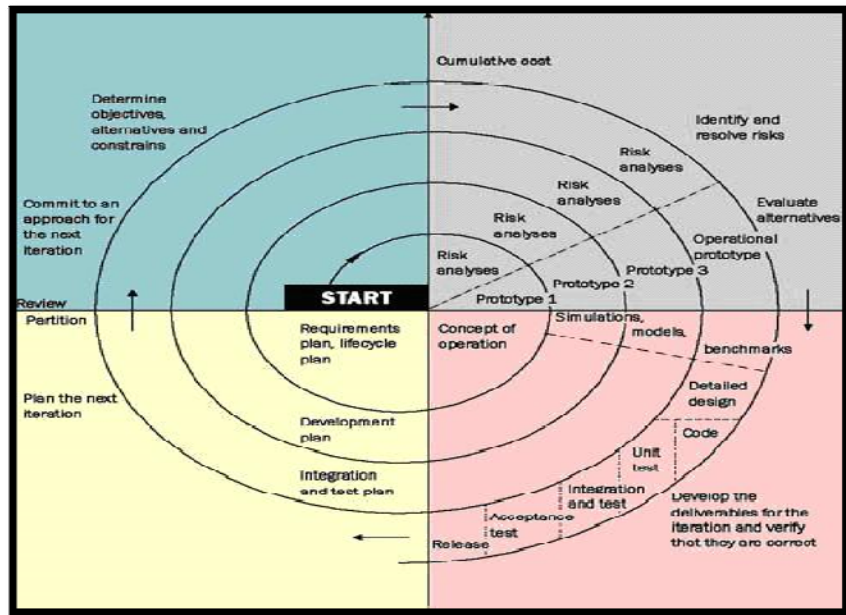 Cumulative cost
Determine
objectives,
alternatives and
constrains
Identify and
resolve risks
Risk
analyses
Risk
analyses
Risk
analyses
Risk
analyses
Commit to an
approach for
the next
iteration
Evaluate
alternatives
Operational
prototype
Prototype 3
Prototype 2
Prototype 1
START
Review
Partition
Requirements
plan, lifecycle
plan
Concept of
operation
Simulations,
models,
benchmarks
Plan the next
iteration
Detailed
design
Development
plan
Code
Unit
test
Integration
and test plan
Integration
and test
Acceptance
test
Release
Develop the
deliverables for the
iteration and verify
that they are correct